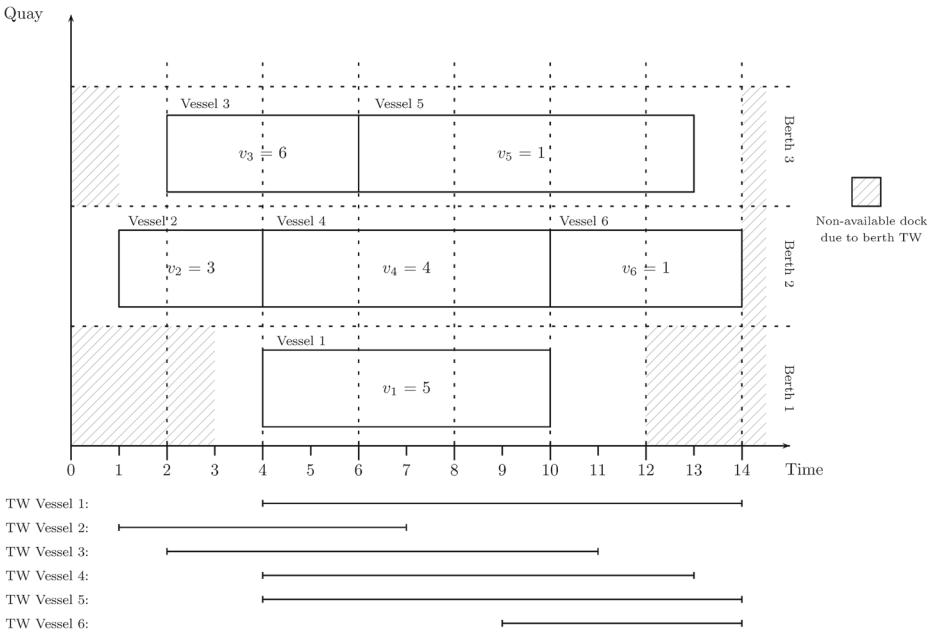 Quay
Vessel 3
Vessel 5
v₃ = 6
v₅ = 1
Berth 3
Non-available dock
due to berth TW
Vessel 2
Vessel 4
Vessel 6
v₂ = 3
v₄ = 4
v₆ = 1
Berth 2
Vessel 1
v₁ = 5
Berth 1
0 1 2 3 4 5 6 7 8 9 10 11 12 13 14 Time
TW Vessel 1:
TW Vessel 2:
TW Vessel 3:
TW Vessel 4:
TW Vessel 5:
TW Vessel 6: